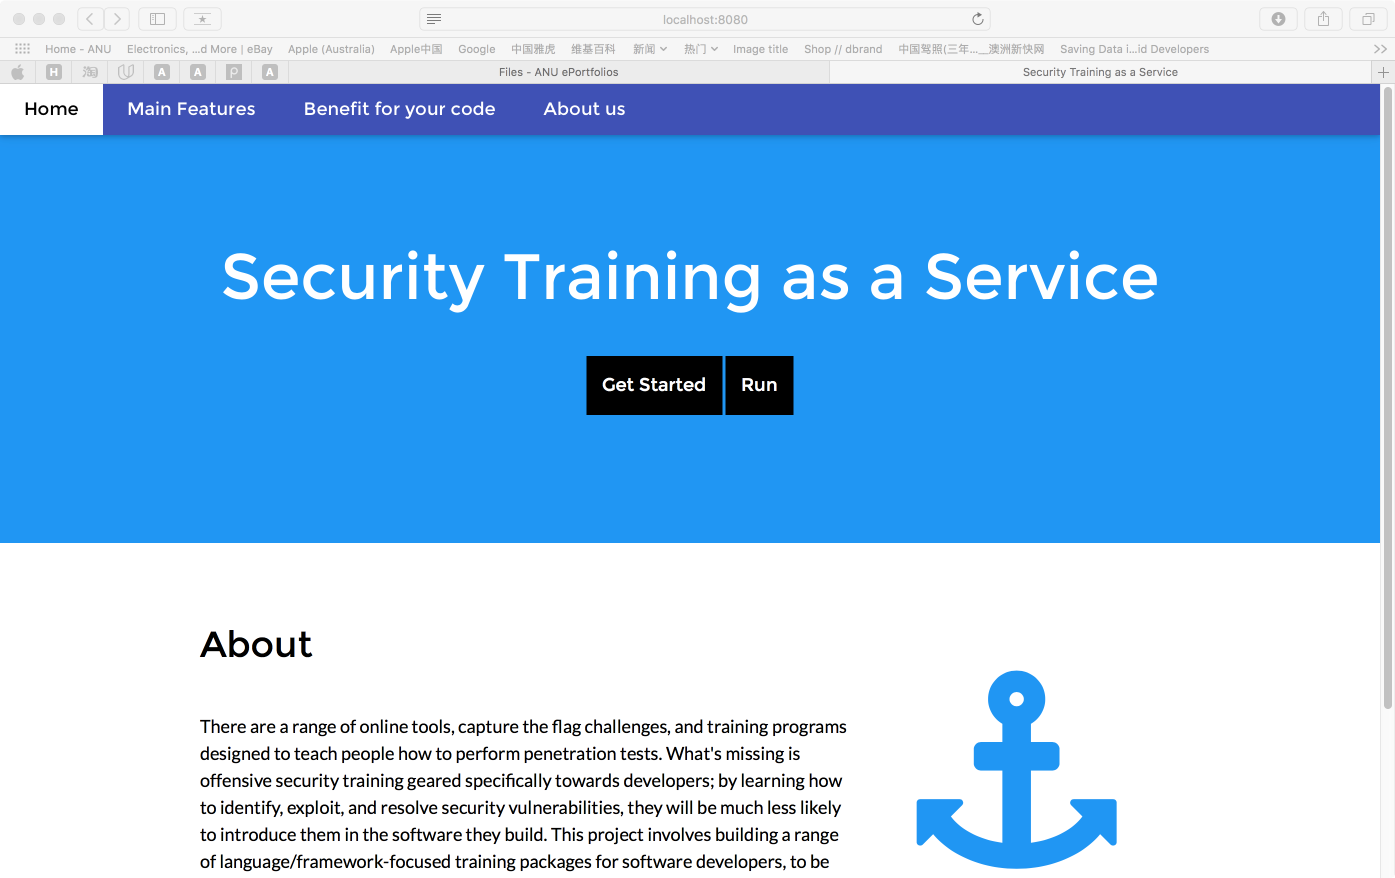 localhost:8080
Home - ANU
Electronics, ...d More | eBay
Apple (Australia)
Apple中国
Google
中国雅虎
维基百科
新闻
热门
Image title
Shop // dbrand
中国驾照(三年...__澳洲新快网
Saving Data i...id Developers
H
淘
A
A
P
A
Files - ANU ePortfolios
Security Training as a Service
Home
Main Features
Benefit for your code
About us
Security Training as a Service
Get Started
Run
About
There are a range of online tools, capture the flag challenges, and training programs
designed to teach people how to perform penetration tests. What's missing is
offensive security training geared specifically towards developers; by learning how
to identify, exploit, and resolve security vulnerabilities, they will be much less likely
to introduce them in the software they build. This project involves building a range
of language/framework-focused training packages for software developers, to be